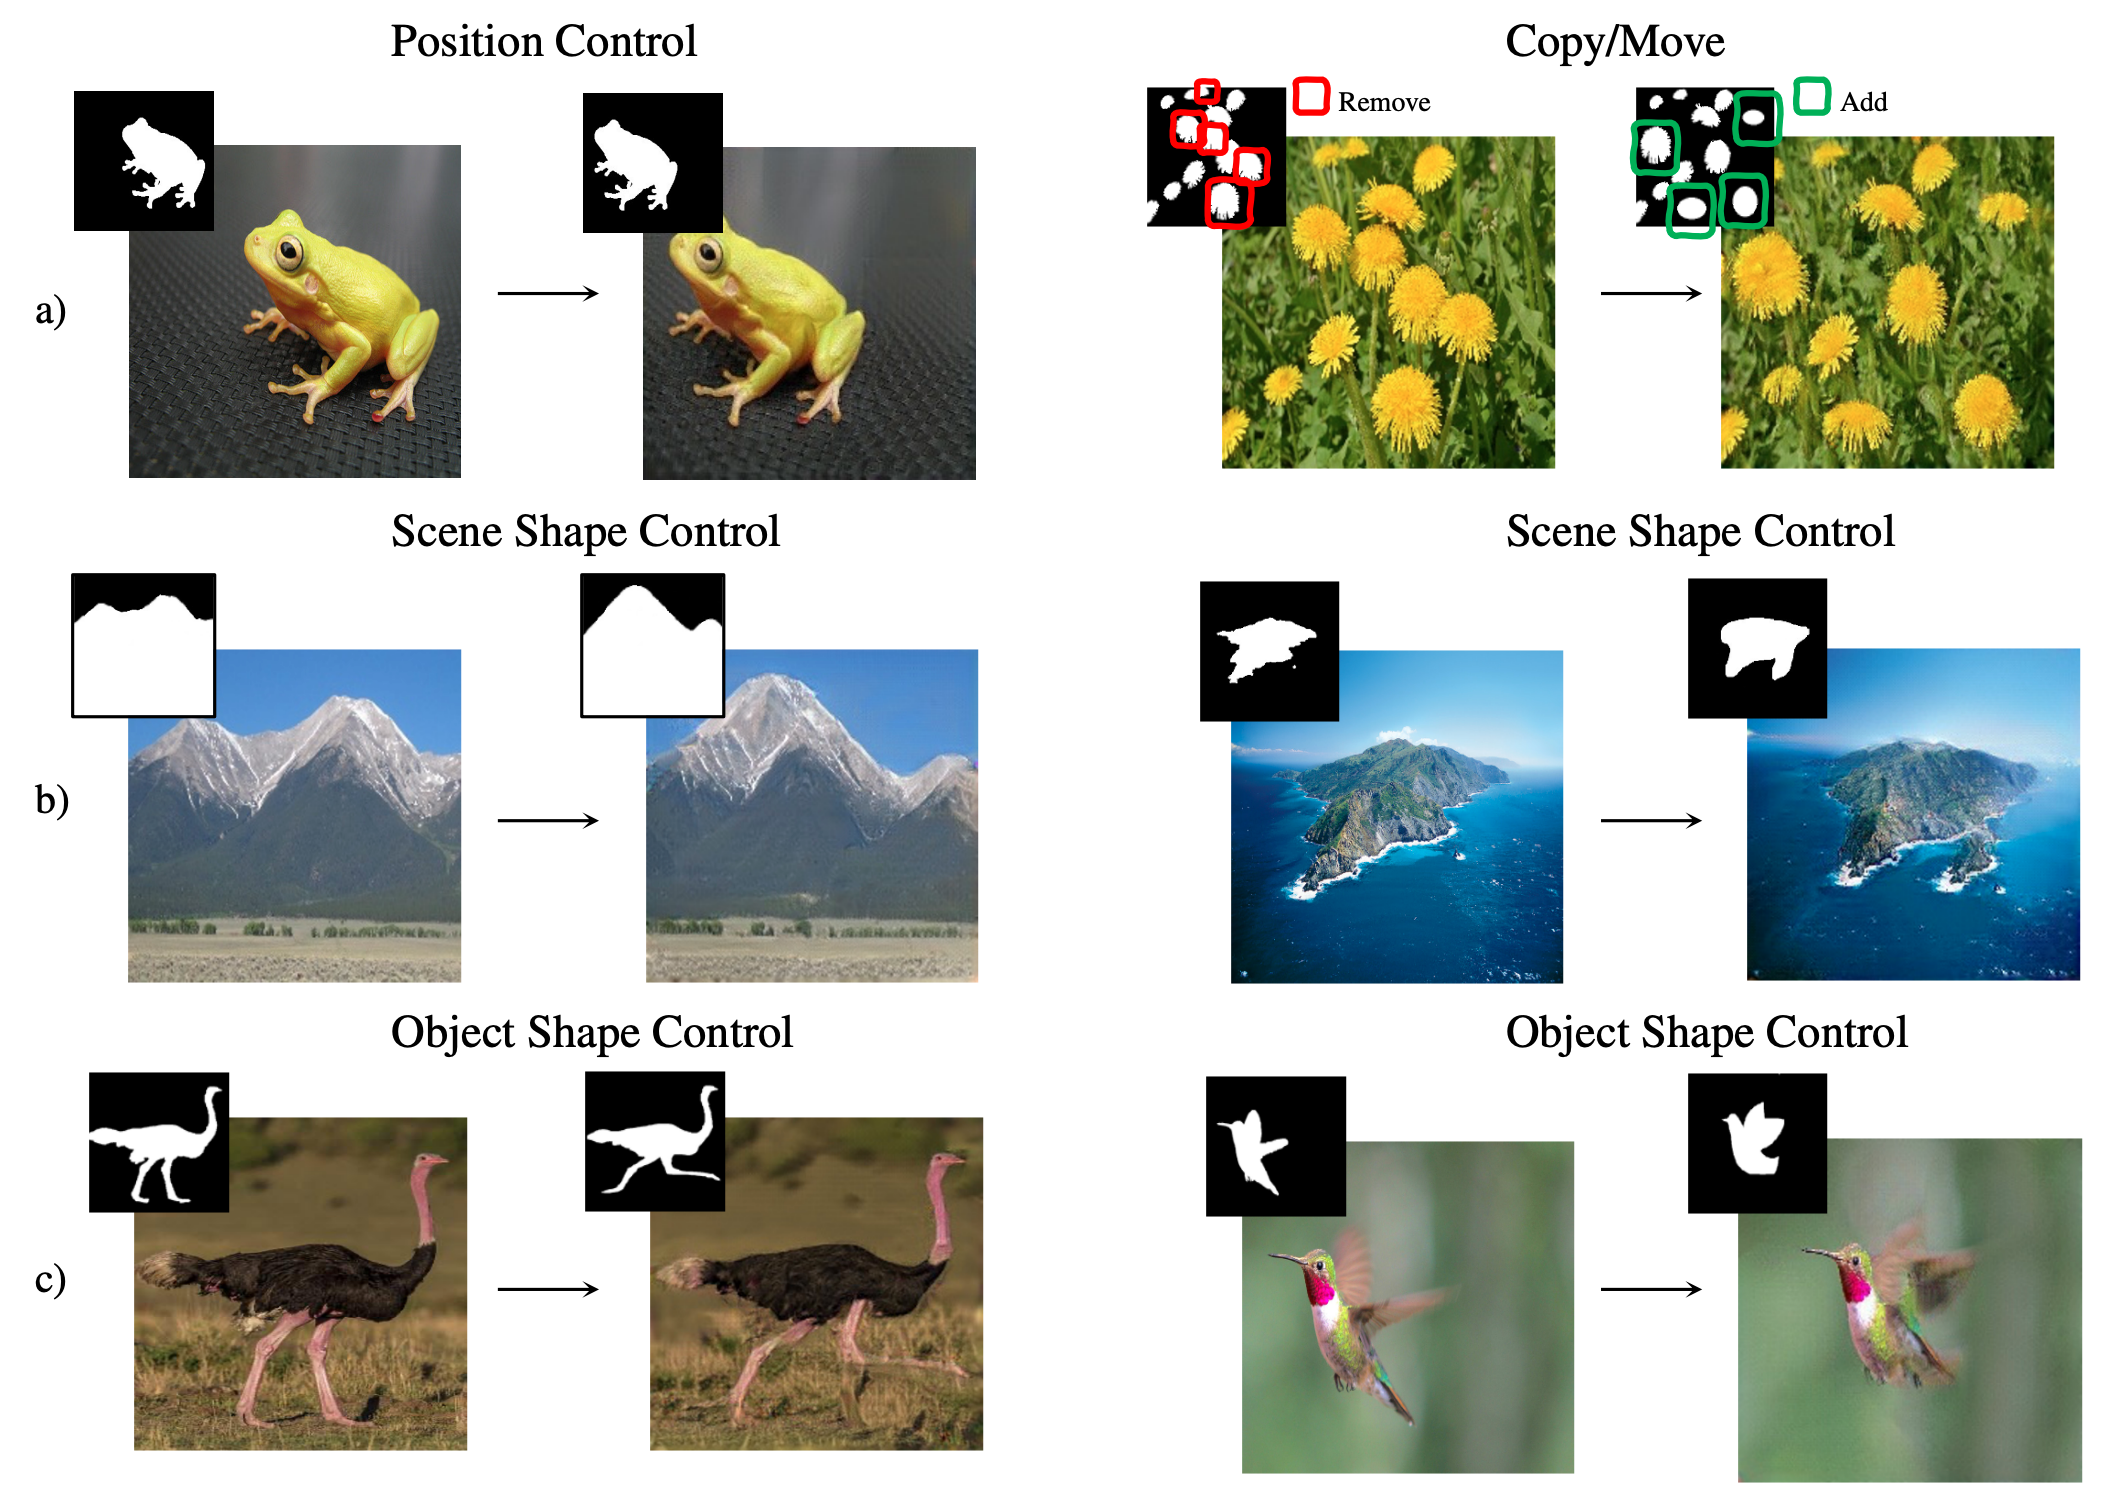 Position Control
Copy/Move
Remove
Add
a)
Scene Shape Control
Scene Shape Control
b)
Object Shape Control
Object Shape Control
c)